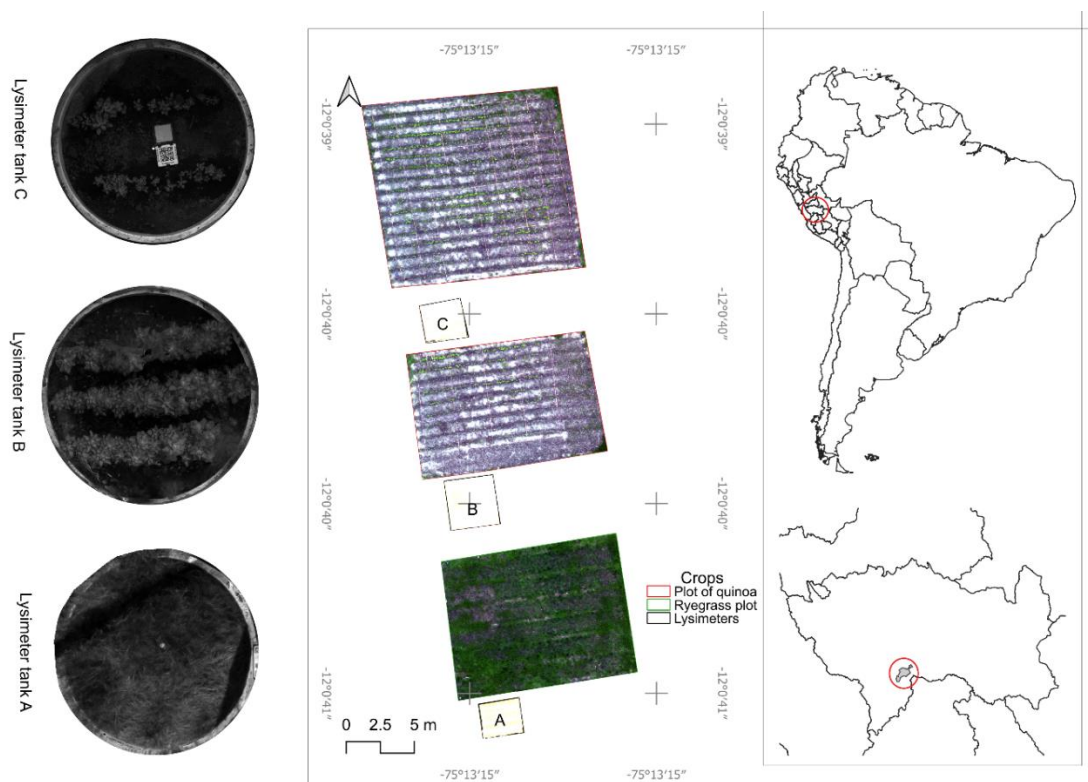 Lysimeter tank C
Lysimeter tank B
Lysimeter tank A
-75°13′15″
-75°13′15″
-12°0′39″
-12°0′39″
C
-12°0′40″
-12°0′40″
B
-12°0′40″
-12°0′40″
Crops
Plot of quinoa
Ryegrass plot
Lysimeters
-12°0′41″
-12°0′41″
A
0 2.5 5 m
-75°13′15″
-75°13′15″